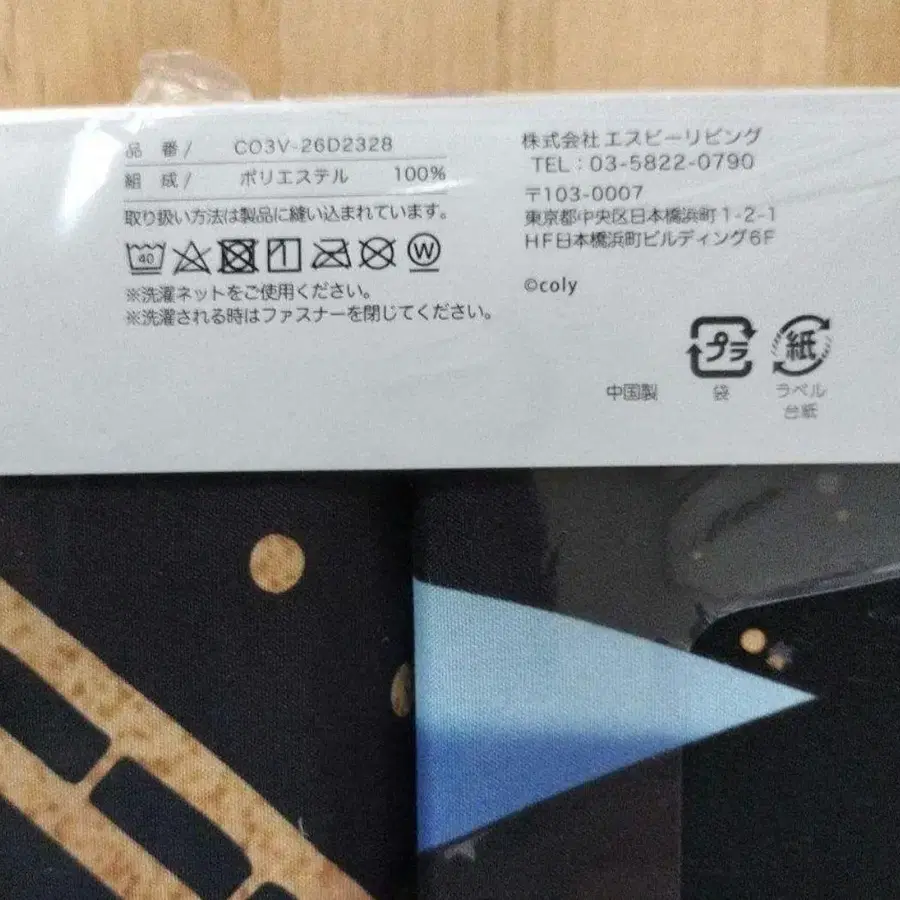 品 番/ CO3V-26D2328
組 成/ ポリエステル 100%
取り扱い方法は製品に縫い込まれています。
40
W
※洗濯ネットをご使用ください。
※洗濯される時はファスナーを閉じてください。
株式会社 エスビーリビング
TEL：03-5822-0790
〒103-0007
東京都中央区日本橋浜町1-2-1
HF日本橋浜町ビルディング6F
©coly
プラ
紙
中国製
袋
ラベル
台紙